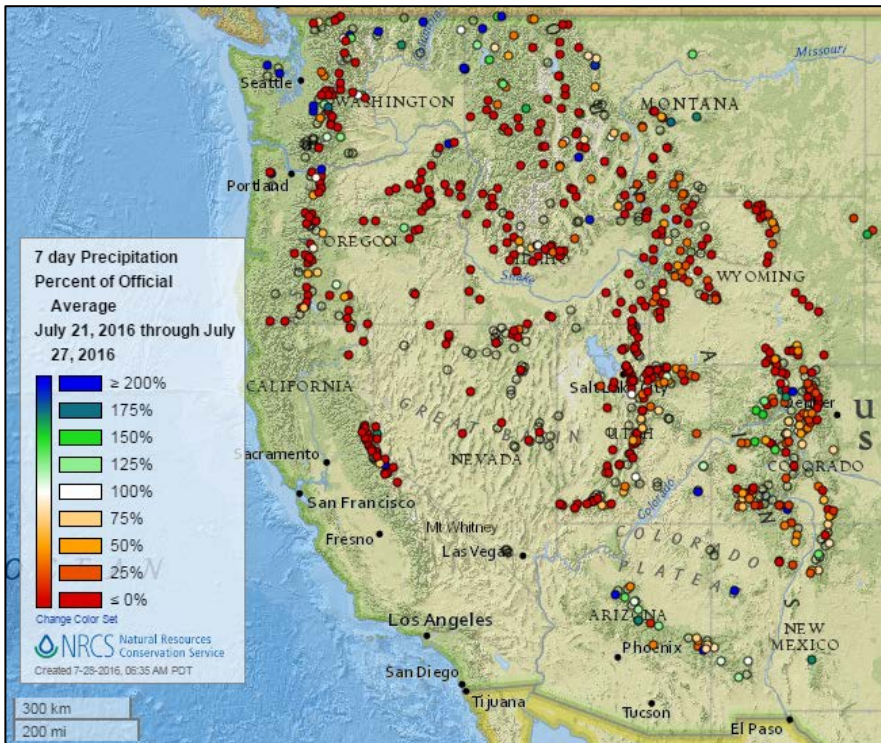 Missouri
Seattle
WASHINGTON
MONTANA
Portland
OREGON
IDAHO
WYOMING
Snake
7 day Precipitation
Percent of Official
Average
July 21, 2016 through July
27, 2016
≥ 200%
175%
150%
125%
100%
75%
50%
25%
≤ 0%
Change Color Set
NRCS Natural Resources
Conservation Service
Created 7-28-2016, 06:35 AM PDT
CALIFORNIA
Salt Lake City
GREAT BASIN
UTAH
NEVADA
Denver
U
S
COLORADO
Sacramento
San Francisco
Colorado
Fresno
Mt Whitney
Las Vegas
COLORADO
PLATEAU
ARIZONA
Los Angeles
Phoenix
NEW
MEXICO
San Diego
Tijuana
Tucson
El Paso
300 km
200 mi